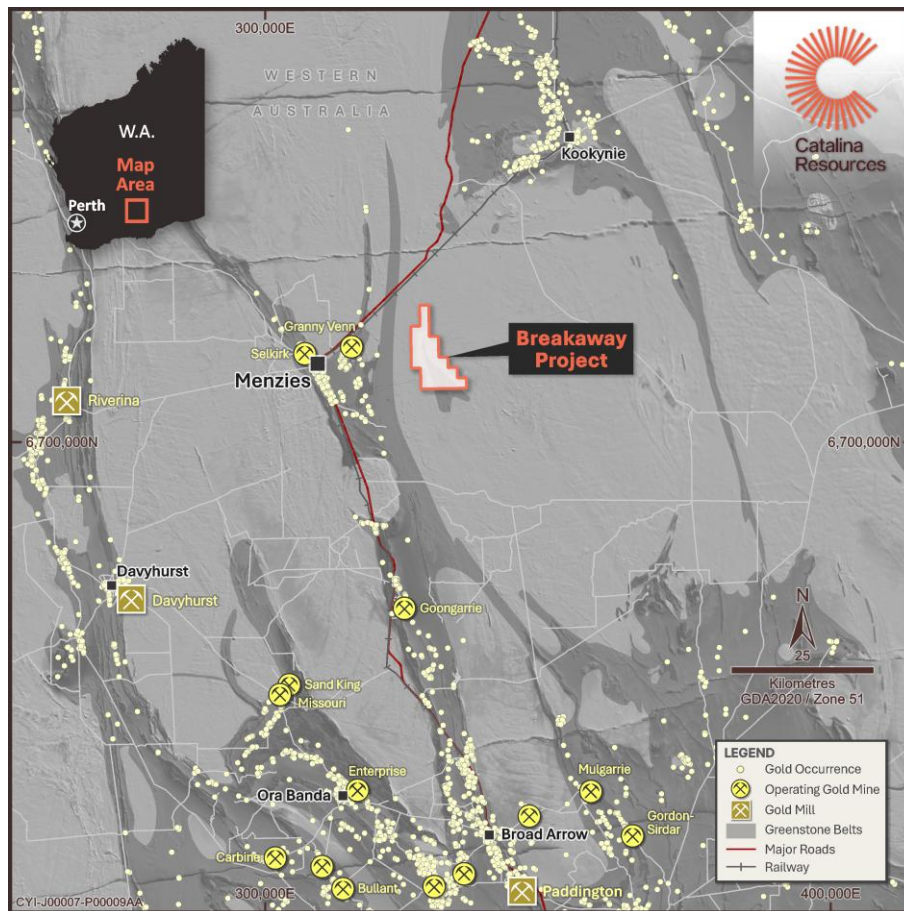 300,000E
WESTERN
AUSTRALIA
W.A.
Map
Area
Perth
Catalina
Resources
Kookynie
Granny Venn
Selkirk
Menzies
Breakaway
Project
Riverina
6,700,000N
6,700,000N
Davyhurst
Davyhurst
Goongarrie
N
25
Kilometres
GDA2020 / Zone 51
Sand King
Missouri
Enterprise
Ora Banda
Mulgarrie
Broad Arrow
Gordon-
Sirdar
Carbine
Bullant
Paddington
LEGEND
Gold Occurrence
Operating Gold Mine
Gold Mill
Greenstone Belts
Major Roads
Railway
CYI-J00007-P00009AA
300,000E
400,000E